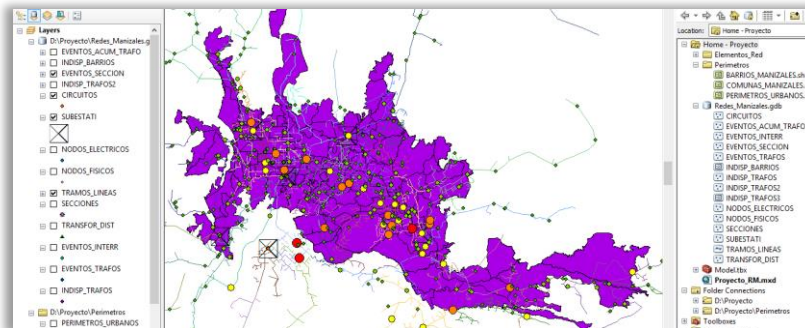 Layers
D:\Proyecto\Redes_Manizales.g
EVENTOS_ACUM_TRAFO
INDISP_BARRIOS
EVENTOS_SECCION
INDISP_TRAFOS2
CIRCUITOS
SUBESTATI
NODOS_ELECTRICOS
NODOS_FISICOS
TRAMOS_LINEAS
SECCIONES
TRANSFOR_DIST
EVENTOS_INTERR
EVENTOS_TRAFOS
INDISP_TRAFOS
D:\Proyecto\Perimetros
PERIMETROS_URBANOS
Location: Home - Proyecto
Home - Proyecto
Elementos_Red
Perimetros
BARRIOS_MANIZALES.sh
COMUNAS_MANIZALES.
PERIMETROS_URBANOS.
Redes_Manizales.gdb
CIRCUITOS
EVENTOS_ACUM_TRAFO
EVENTOS_INTERR
EVENTOS_SECCION
EVENTOS_TRAFOS
INDISP_BARRIOS
INDISP_TRAFOS
INDISP_TRAFOS2
INDISP_TRAFOS3
NODOS_ELECTRICOS
NODOS_FISICOS
SECCIONES
SUBESTATI
TRAMOS_LINEAS
TRANSFOR_DIST
Model.tbx
Proyecto_RM.mxd
Folder Connections
D:\Proyecto
D:\Proyecto\Perimetros
Toolboxes